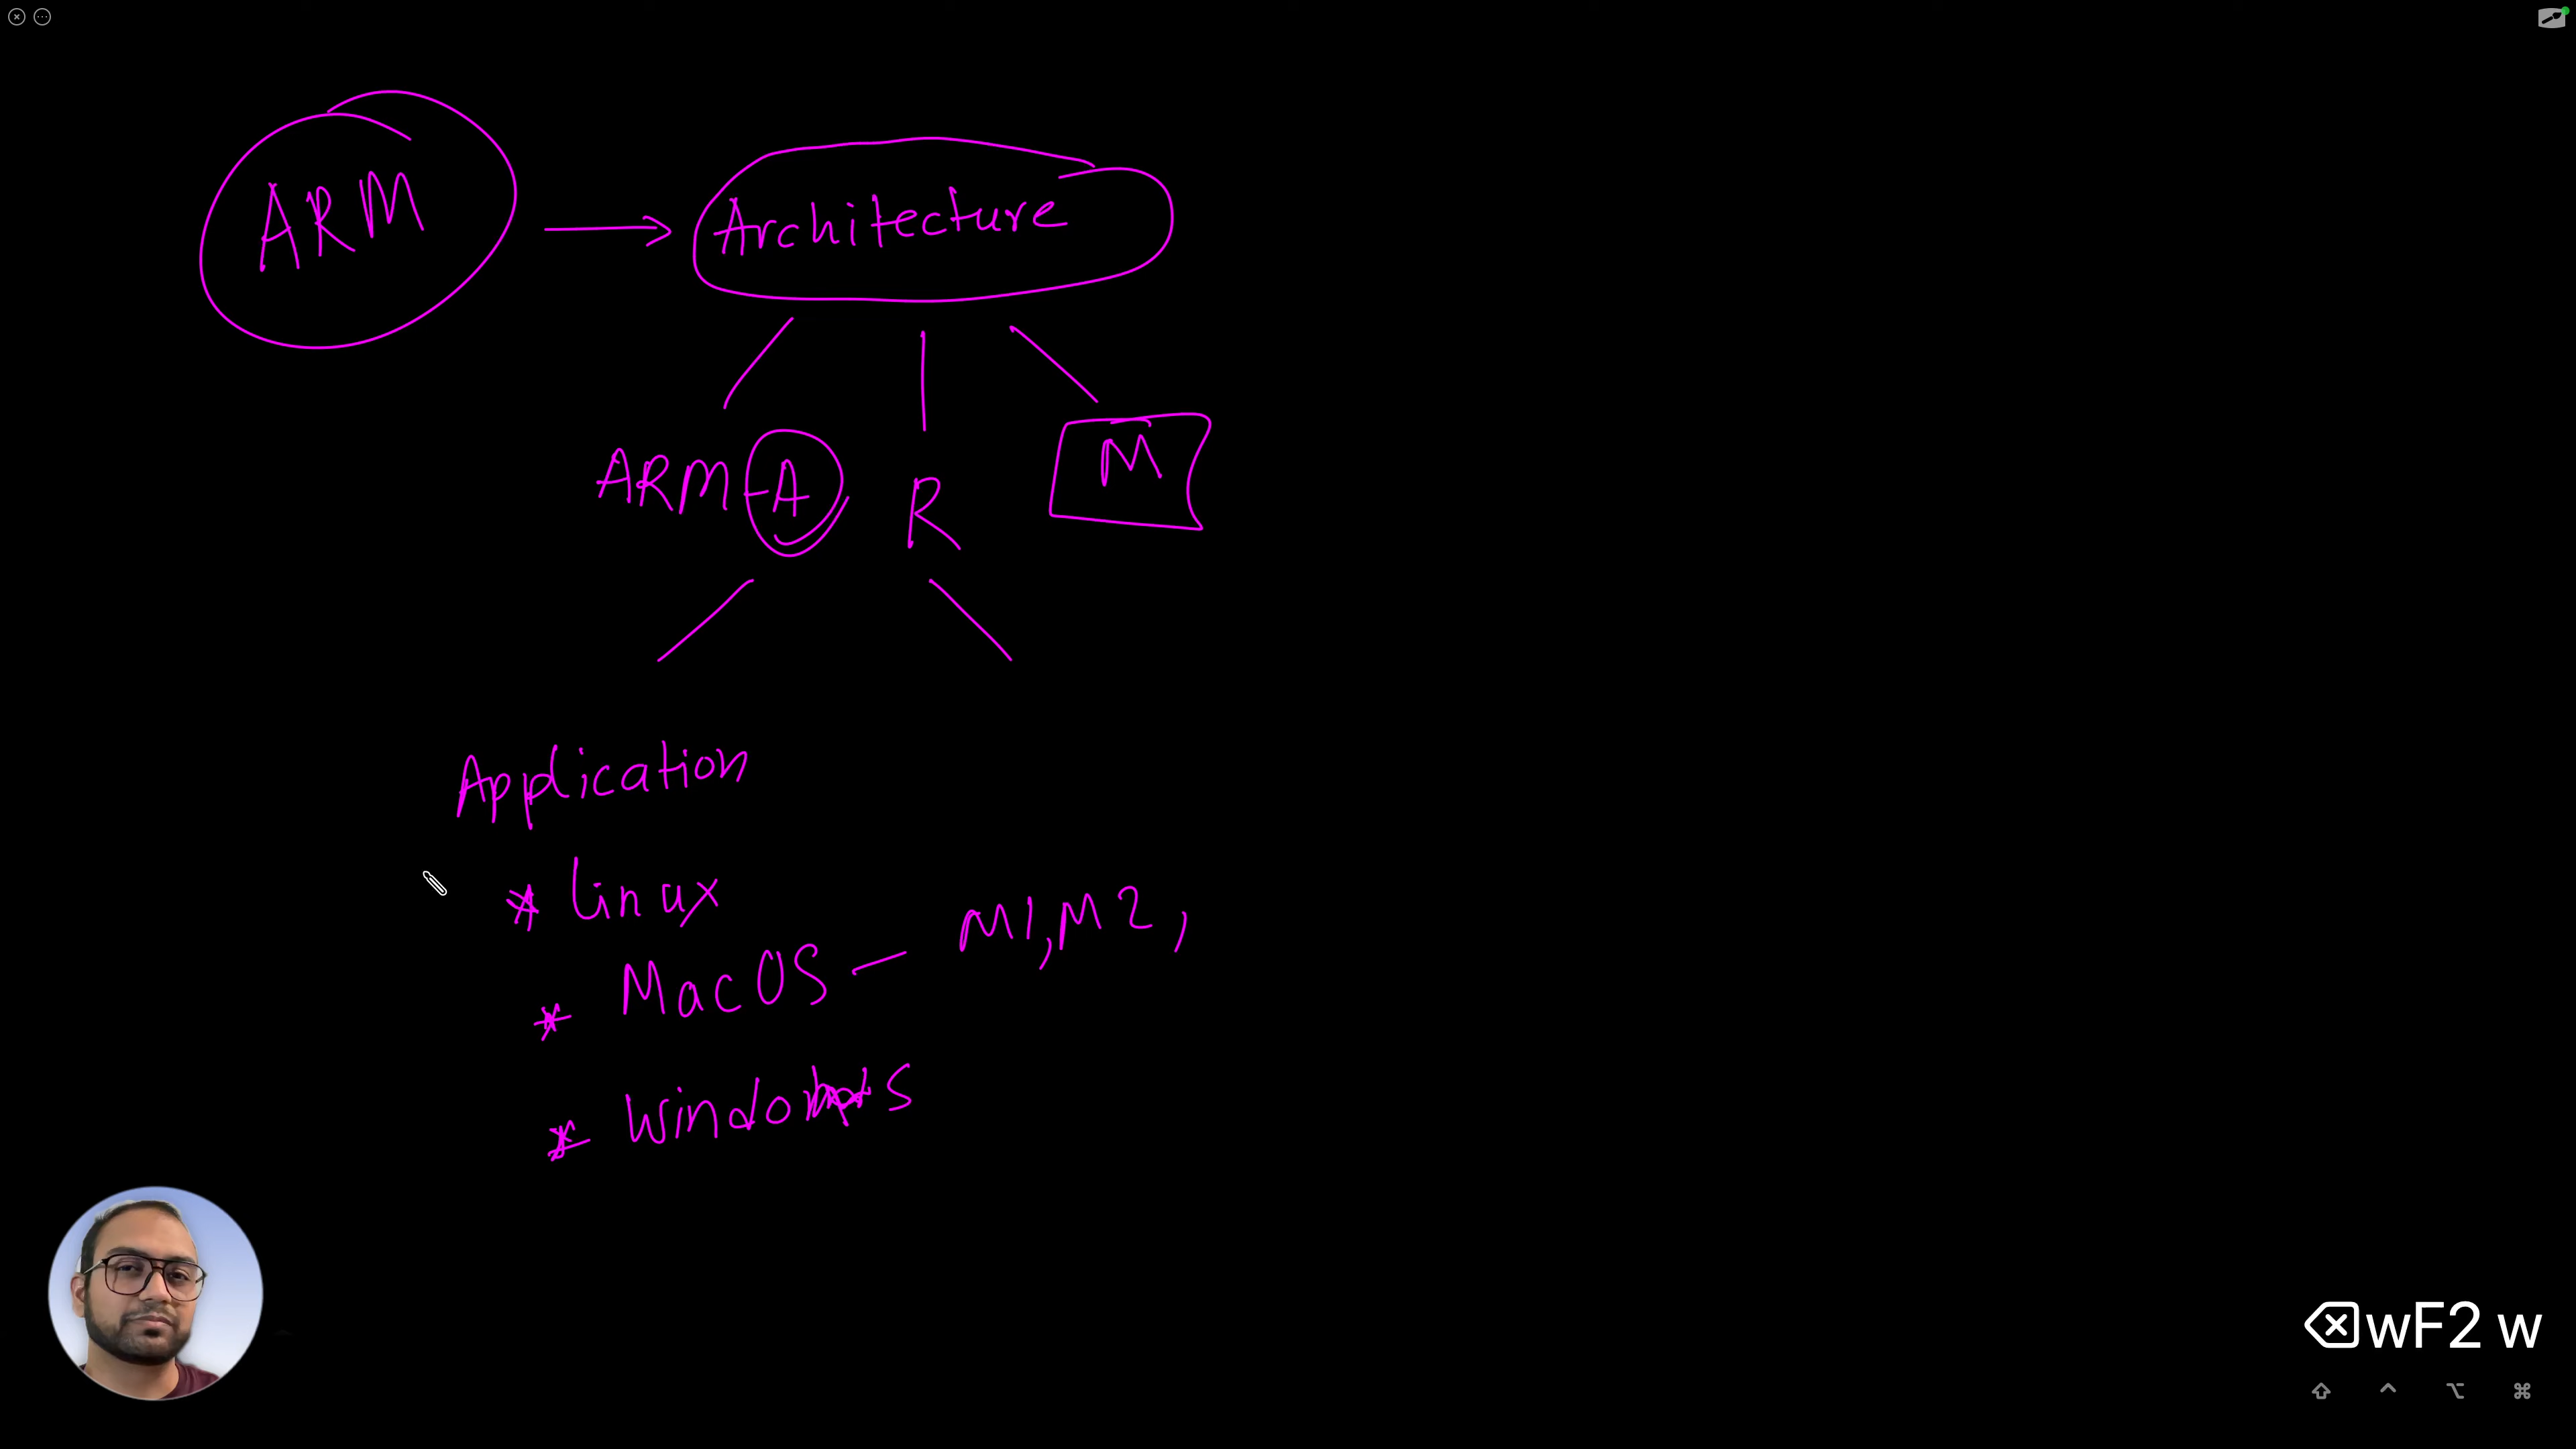 ARM
Architecture
ARM-A
R
M
Application
* Linux
* MacOS — M1, M2,
* Windows
wF2 w